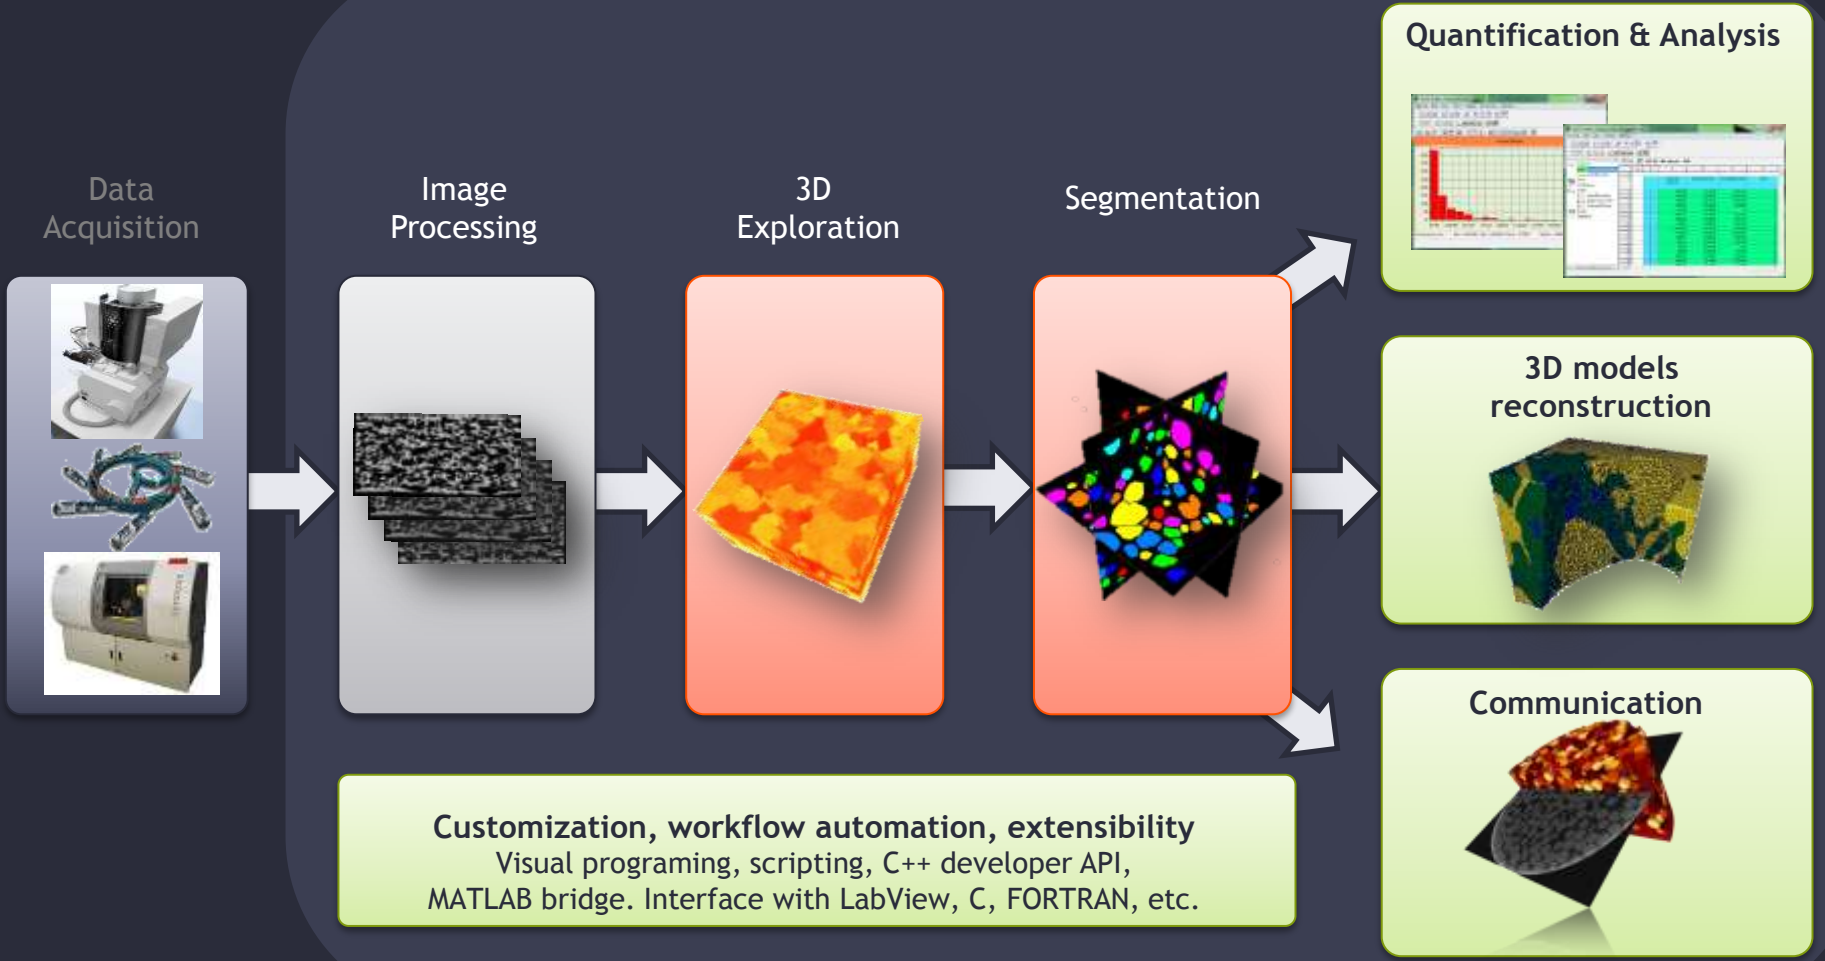 Data
Acquisition
Image
Processing
3D
Exploration
Segmentation
Quantification & Analysis
3D models
reconstruction
Communication
Customization, workflow automation, extensibility
Visual programing, scripting, C++ developer API,
MATLAB bridge. Interface with LabView, C, FORTRAN, etc.